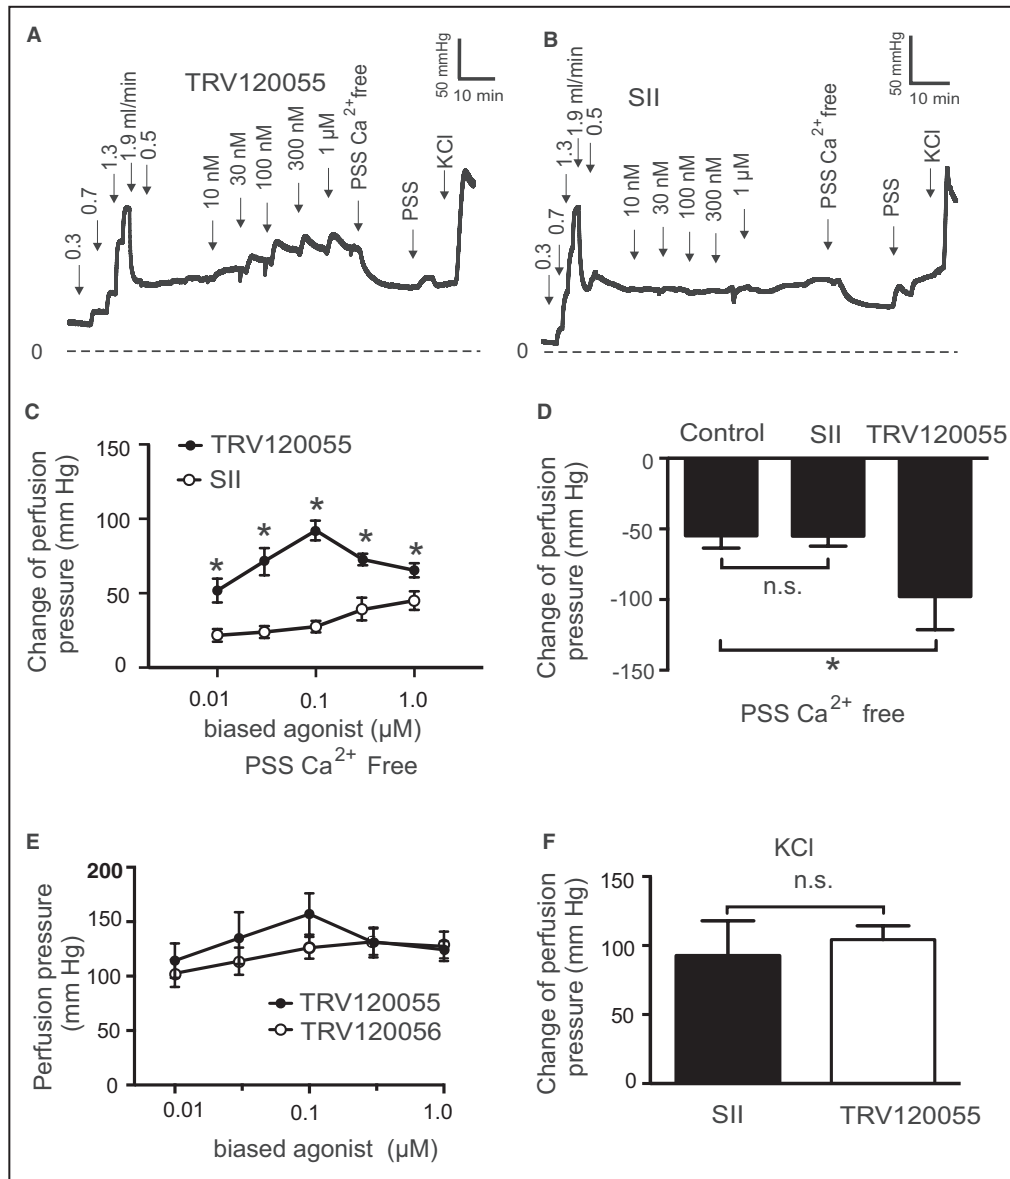 A
TRV120055
50 mmHg
10 min
0.3
0.7
1.3
1.9 ml/min
0.5
10 nM
30 nM
100 nM
300 nM
1 µM
PSS Ca2+free
PSS
KCl
0
B
SII
50 mmHg
10 min
0.3
0.7
1.3
1.9 ml/min
0.5
10 nM
30 nM
100 nM
300 nM
1 µM
PSS Ca2+ free
PSS
KCl
0
C
Change of perfusion
pressure (mm Hg)
150
100
50
0
TRV120055
SII
* * * * *
0.01 0.1 1.0
biased agonist (µM)
PSS Ca2+ Free
D
Control SII TRV120055
Change of perfusion
pressure (mm Hg)
0
-50
-100
-150
n.s.
*
PSS Ca2+ free
E
Perfusion pressure
(mm Hg)
200
150
100
50
0
TRV120055
TRV120056
0.01 0.1 1.0
biased agonist (µM)
F
KCl
n.s.
Change of perfusion
pressure (mm Hg)
150
100
50
0
SII TRV120055